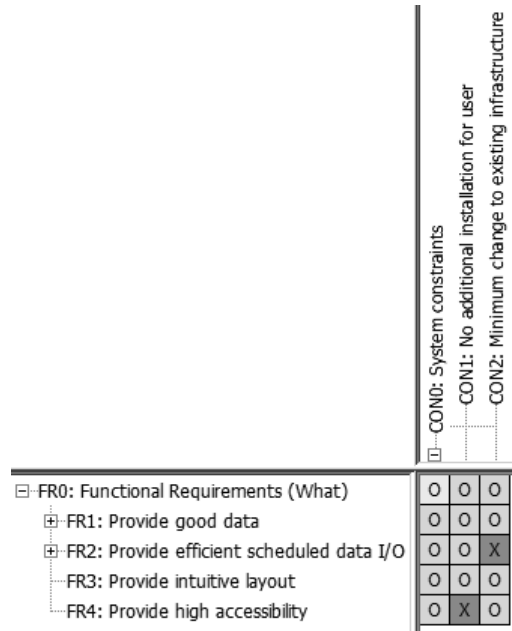 CON0: System constraints
CON1: No additional installation for user
CON2: Minimum change to existing infrastructure
FR0: Functional Requirements (What) O O O
FR1: Provide good data O O O
FR2: Provide efficient scheduled data I/O O O X
FR3: Provide intuitive layout O O O
FR4: Provide high accessibility O X O